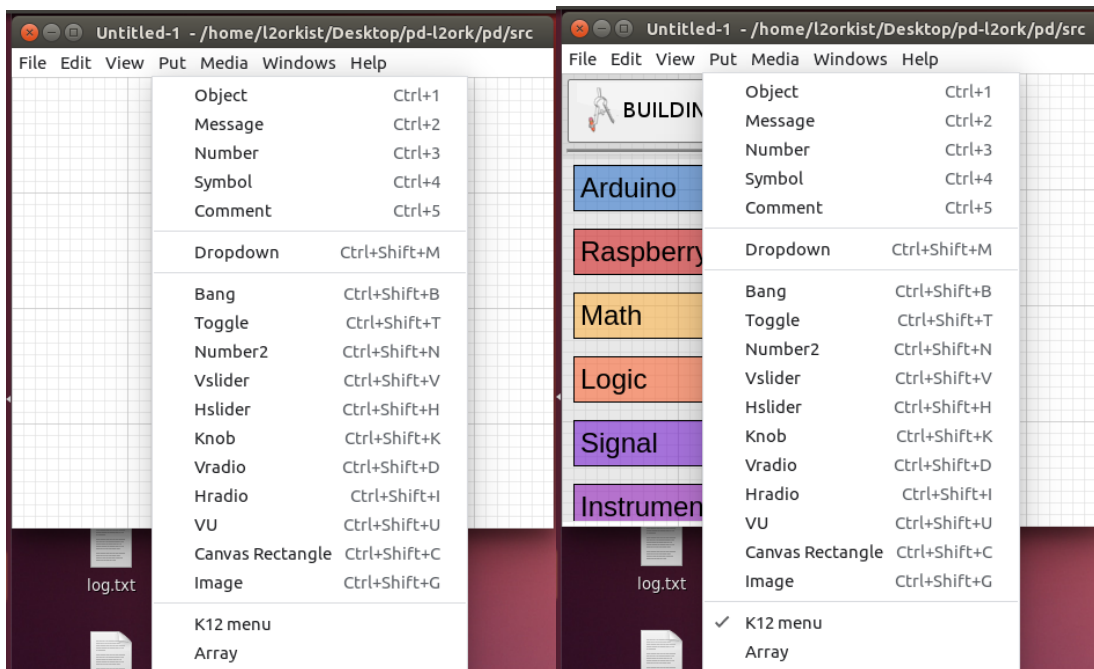 Untitled-1 - /home/l2orkist/Desktop/pd-l2ork/pd/src
File Edit View Put Media Windows Help
Object Ctrl+1
Message Ctrl+2
Number Ctrl+3
Symbol Ctrl+4
Comment Ctrl+5
Dropdown Ctrl+Shift+M
Bang Ctrl+Shift+B
Toggle Ctrl+Shift+T
Number2 Ctrl+Shift+N
Vslider Ctrl+Shift+V
Hslider Ctrl+Shift+H
Knob Ctrl+Shift+K
Vradio Ctrl+Shift+D
Hradio Ctrl+Shift+I
VU Ctrl+Shift+U
Canvas Rectangle Ctrl+Shift+C
Image Ctrl+Shift+G
K12 menu
Array
log.txt
Untitled-1 - /home/l2orkist/Desktop/pd-l2ork/pd/src
File Edit View Put Media Windows Help
BUILDIN
Arduino
Raspberry
Math
Logic
Signal
Instrumen
Object Ctrl+1
Message Ctrl+2
Number Ctrl+3
Symbol Ctrl+4
Comment Ctrl+5
Dropdown Ctrl+Shift+M
Bang Ctrl+Shift+B
Toggle Ctrl+Shift+T
Number2 Ctrl+Shift+N
Vslider Ctrl+Shift+V
Hslider Ctrl+Shift+H
Knob Ctrl+Shift+K
Vradio Ctrl+Shift+D
Hradio Ctrl+Shift+I
VU Ctrl+Shift+U
Canvas Rectangle Ctrl+Shift+C
Image Ctrl+Shift+G
✓ K12 menu
Array
log.txt